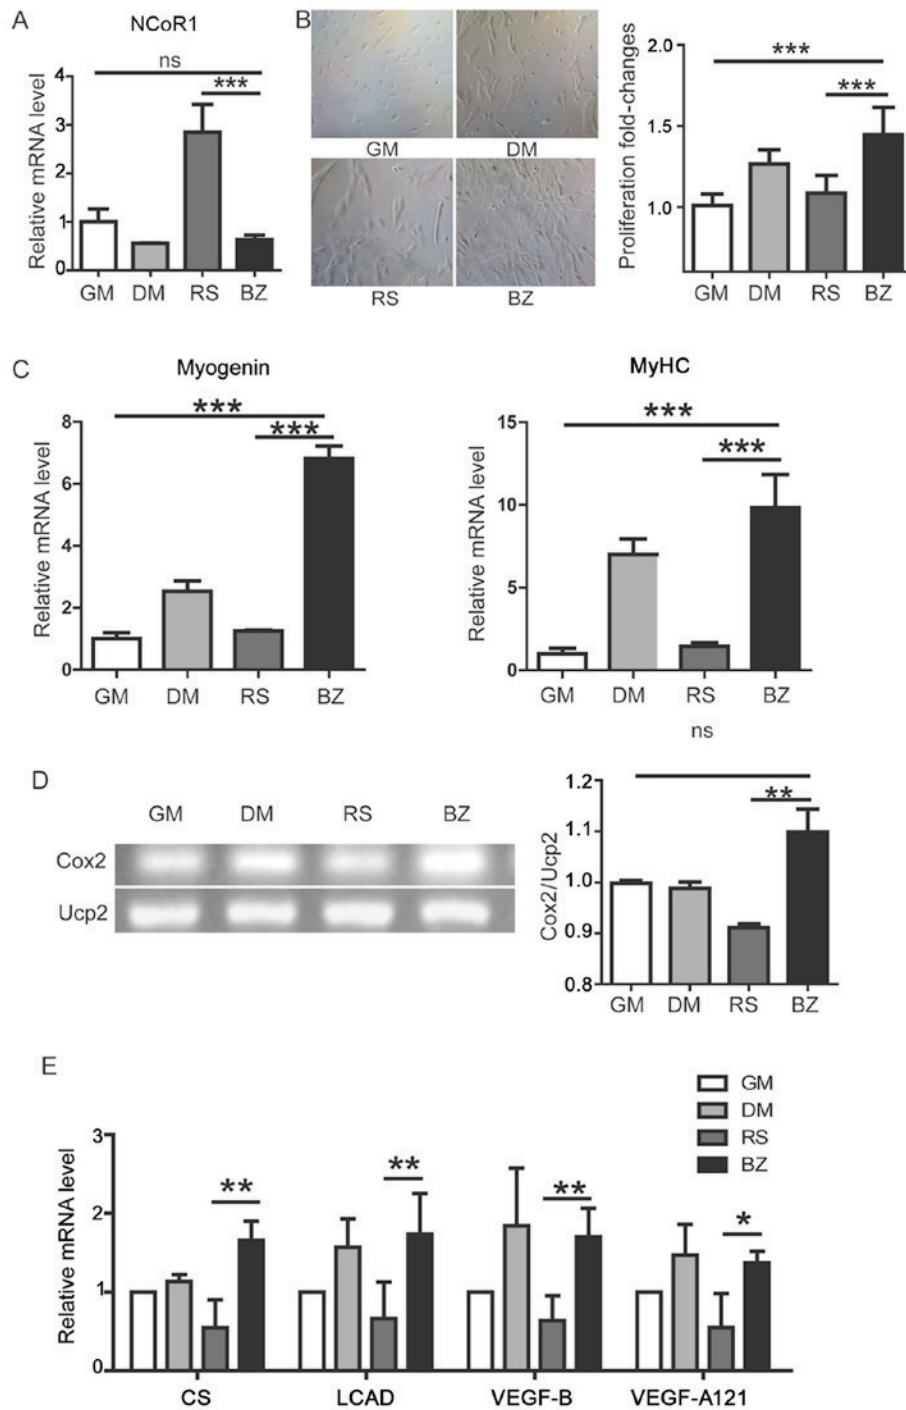 A
NCoR1
ns
***
Relative mRNA level
4
3
2
1
0
GM DM RS BZ
B
GM DM
RS BZ
***
***
Proliferation fold-changes
2.0
1.5
1.0
GM DM RS BZ
C
Myogenin
***
***
Relative mRNA level
8
6
4
2
0
GM DM RS BZ
MyHC
***
***
Relative mRNA level
15
10
5
0
GM DM RS BZ
ns
D
GM DM RS BZ
Cox2
Ucp2
**
Cox2/Ucp2
1.2
1.1
1.0
0.9
0.8
GM DM RS BZ
E
GM
DM
RS
BZ
Relative mRNA level
3
2
1
0
** ** ** *
CS LCAD VEGF-B VEGF-A121